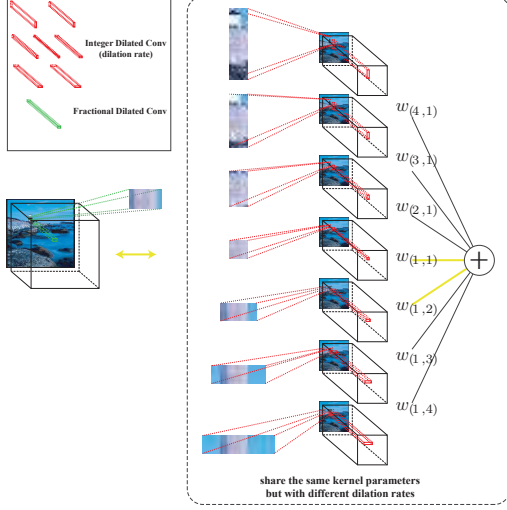 Integer Dilated Conv
(dilation rate)
Fractional Dilated Conv
w(4,1)
w(3,1)
w(2,1)
w(1,1)
+
w(1,2)
w(1,3)
w(1,4)
share the same kernel parameters
but with different dilation rates